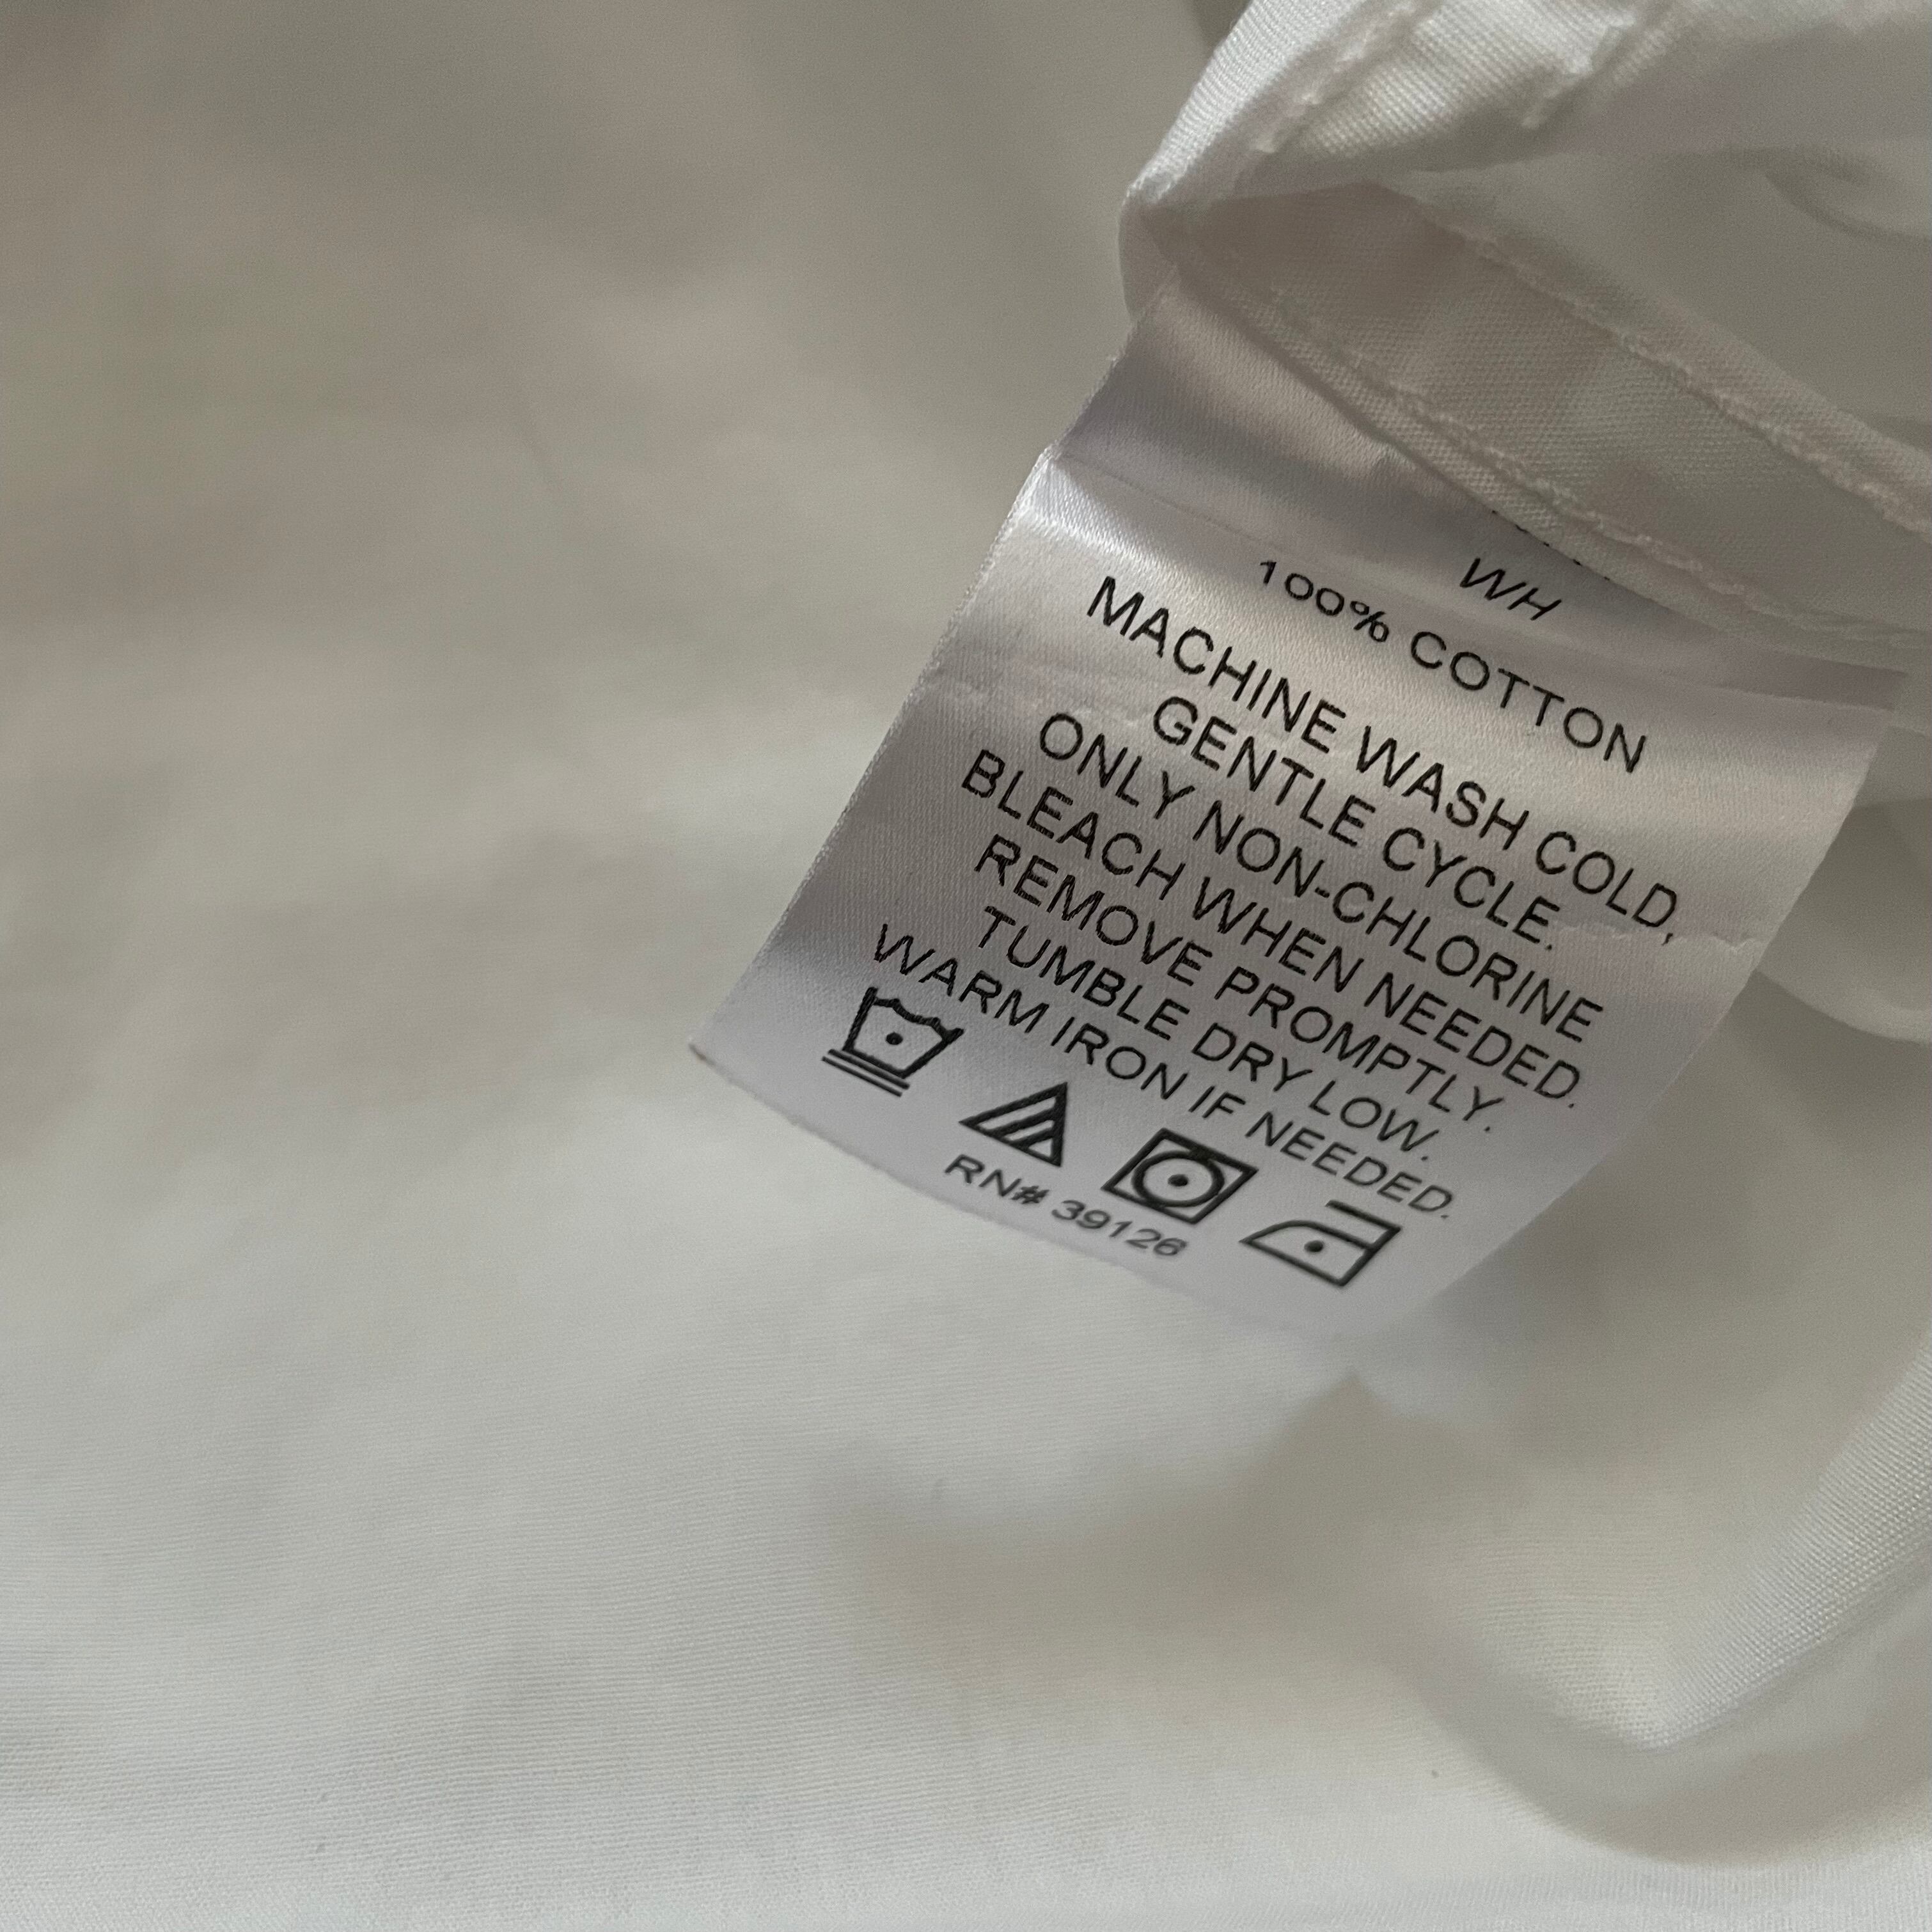 WH
100% COTTON
MACHINE WASH COLD,
GENTLE CYCLE.
ONLY NON-CHLORINE
BLEACH WHEN NEEDED.
REMOVE PROMPTLY.
TUMBLE DRY LOW.
WARM IRON IF NEEDED.
RN# 39126